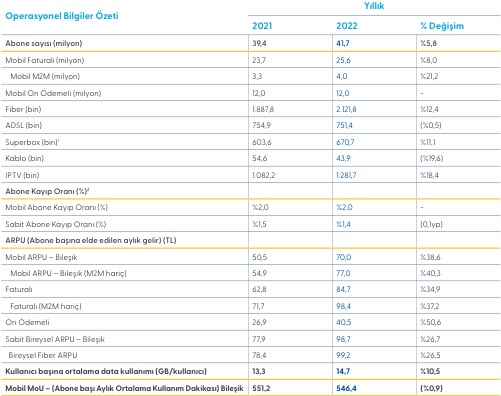 Operasyonel Bilgiler Özeti
Yıllık
2021 2022 % Değişim
Abone sayısı (milyon) 39,4 41,7 %5,8
Mobil Faturalı (milyon) 23,7 25,6 %8,0
Mobil M2M (milyon) 3,3 4,0 %21,2
Mobil Ön Ödemeli (milyon) 12,0 12,0 -
Fiber (bin) 1.887,8 2.121,8 %12,4
ADSL (bin) 754,9 751,4 (%0,5)
Superbox (bin)¹ 603,6 670,7 %11,1
Kablo (bin) 54,6 43,9 (%19,6)
IPTV (bin) 1.082,2 1.281,7 %18,4
Abone Kayıp Oranı (%)²
Mobil Abone Kayıp Oranı (%) %2,0 %2,0 -
Sabit Abone Kayıp Oranı (%) %1,5 %1,4 (0,1yp)
ARPU (Abone başına elde edilen aylık gelir) (TL)
Mobil ARPU – Bileşik 50,5 70,0 %38,6
Mobil ARPU – Bileşik (M2M hariç) 54,9 77,0 %40,3
Faturalı 62,8 84,7 %34,9
Faturalı (M2M hariç) 71,7 98,4 %37,2
Ön Ödemeli 26,9 40,5 %50,6
Sabit Bireysel ARPU – Bileşik 77,9 98,7 %26,7
Bireysel Fiber ARPU 78,4 99,2 %26,5
Kullanıcı başına ortalama data kullanımı (GB/kullanıcı) 13,3 14,7 %10,5
Mobil MoU – (Abone başı Aylık Ortalama Kullanım Dakikası) Bileşik 551,2 546,4 (%0,9)